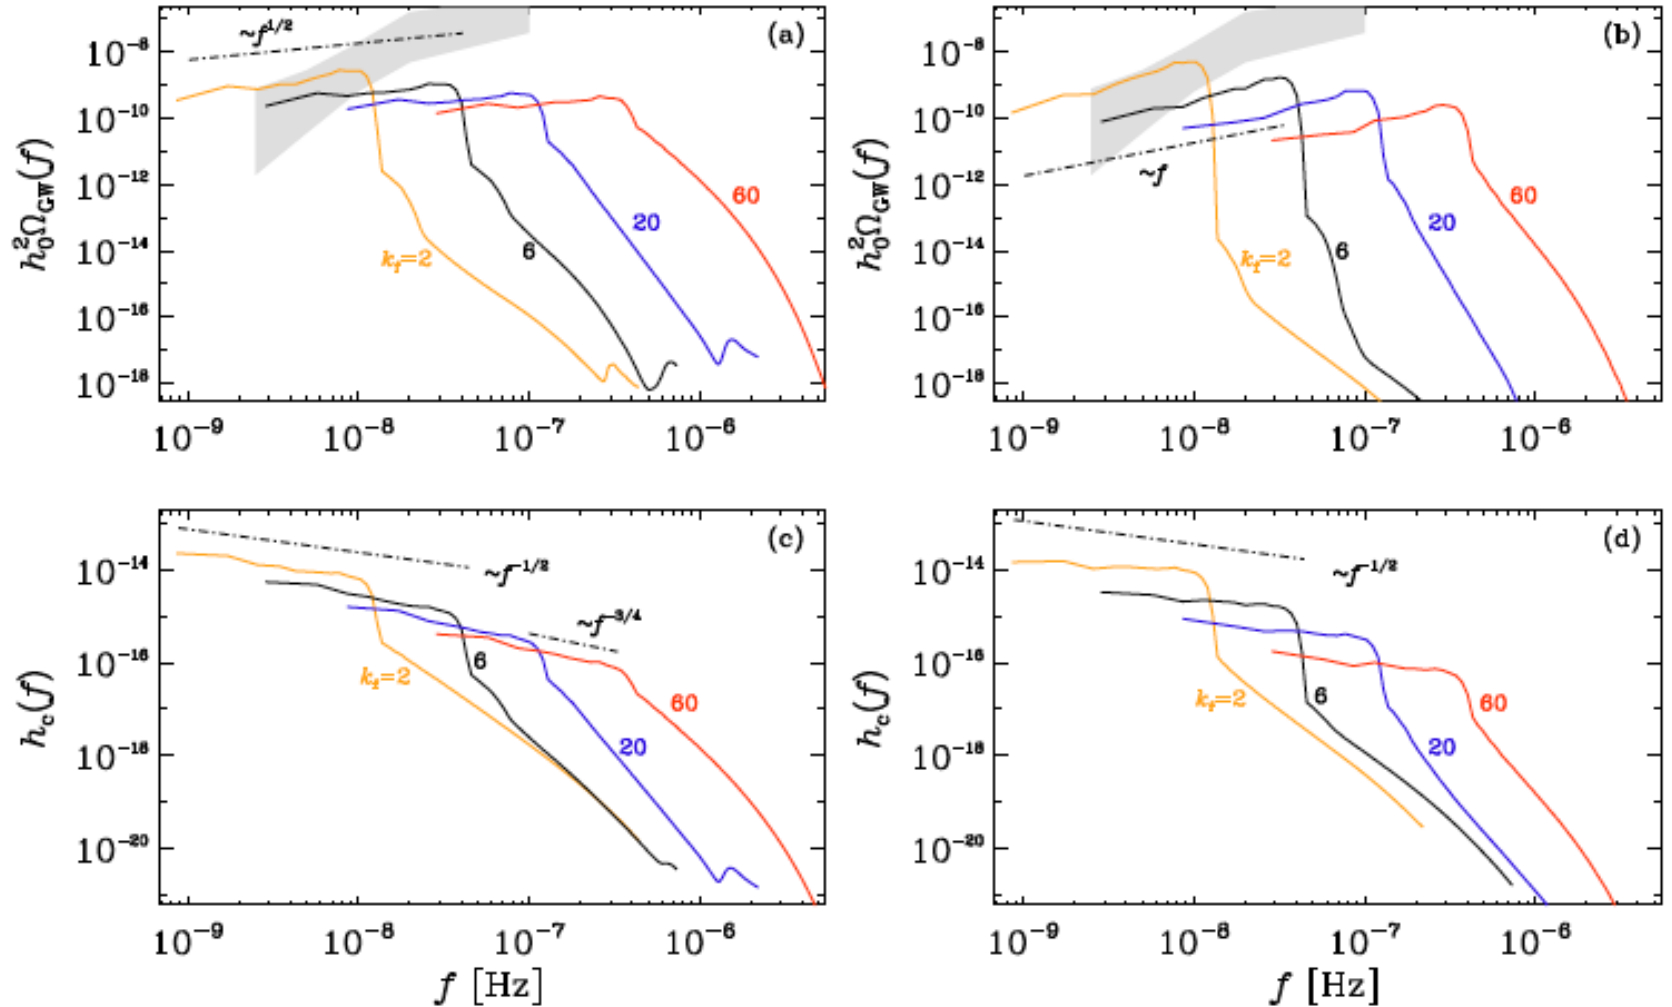 (a)
~f^{1/2}
10^{-8}
10^{-10}
10^{-12}
10^{-14}
10^{-16}
10^{-18}
h_0^2Ω_{GW}(f)
k_f=2
6
20
60
10^{-9} 10^{-8} 10^{-7} 10^{-6}
(b)
10^{-8}
10^{-10}
10^{-12}
10^{-14}
10^{-16}
10^{-18}
h_0^2Ω_{GW}(f)
~f
k_f=2
6
20
60
10^{-9} 10^{-8} 10^{-7} 10^{-6}
(c)
10^{-14}
10^{-16}
10^{-18}
10^{-20}
h_c(f)
~f^{-1/2}
~f^{-3/4}
k_f=2
6
20
60
10^{-9} 10^{-8} 10^{-7} 10^{-6}
f [Hz]
(d)
10^{-14}
10^{-16}
10^{-18}
10^{-20}
h_c(f)
~f^{-1/2}
k_f=2
6
20
60
10^{-9} 10^{-8} 10^{-7} 10^{-6}
f [Hz]